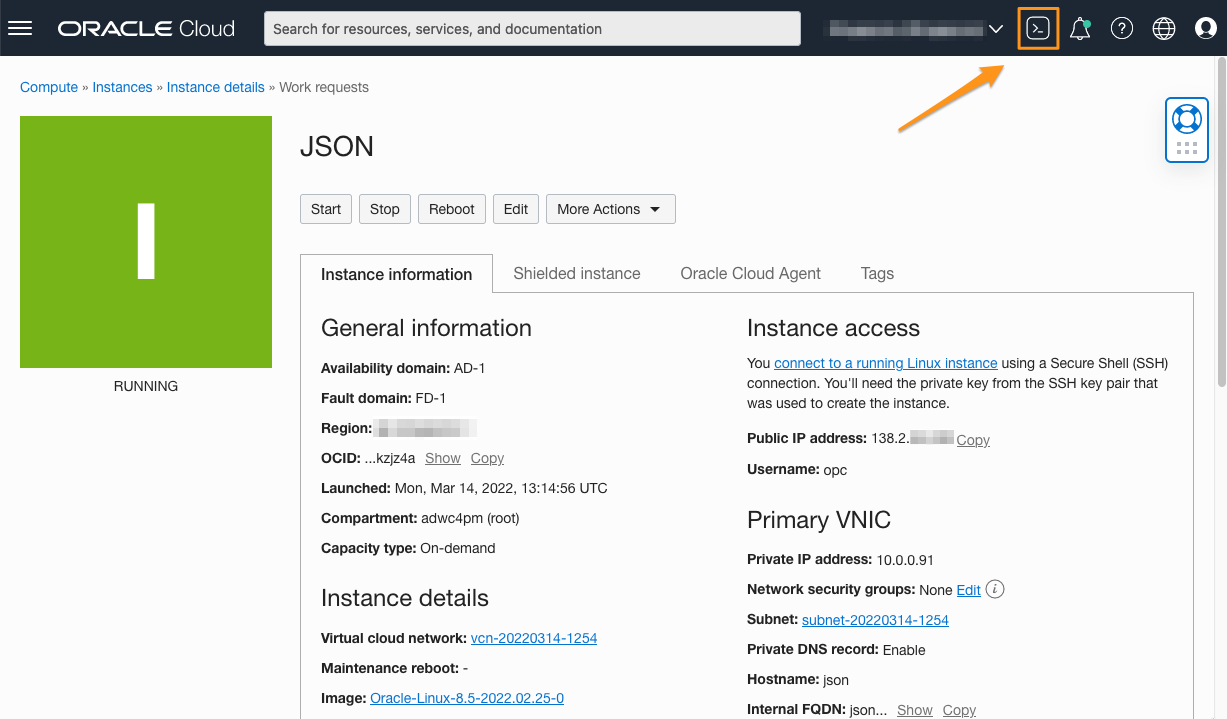 ORACLE Cloud
Search for resources, services, and documentation
Compute » Instances » Instance details » Work requests
I
RUNNING
JSON
Start Stop Reboot Edit More Actions
Instance information Shielded instance Oracle Cloud Agent Tags
General information
Availability domain: AD-1
Fault domain: FD-1
Region:
OCID: ...kzjz4a Show Copy
Launched: Mon, Mar 14, 2022, 13:14:56 UTC
Compartment: adwc4pm (root)
Capacity type: On-demand
Instance details
Virtual cloud network: vcn-20220314-1254
Maintenance reboot: -
Image: Oracle-Linux-8.5-2022.02.25-0
Instance access
You connect to a running Linux instance using a Secure Shell (SSH)
connection. You'll need the private key from the SSH key pair that
was used to create the instance.
Public IP address: 138.2. Copy
Username: opc
Primary VNIC
Private IP address: 10.0.0.91
Network security groups: None Edit i
Subnet: subnet-20220314-1254
Private DNS record: Enable
Hostname: json
Internal FQDN: json... Show Copy